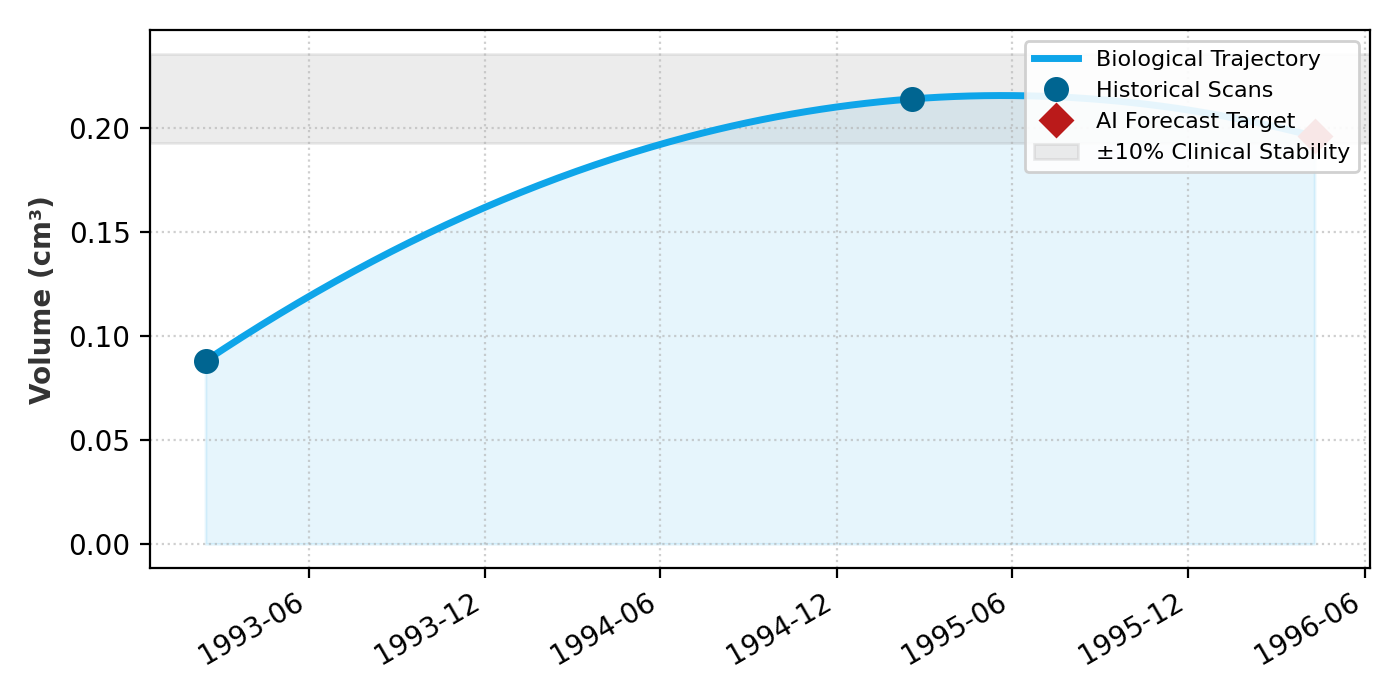 Biological Trajectory
Historical Scans
AI Forecast Target
±10% Clinical Stability
Volume (cm³)
0.20
0.15
0.10
0.05
0.00
1993-06
1993-12
1994-06
1994-12
1995-06
1995-12
1996-06